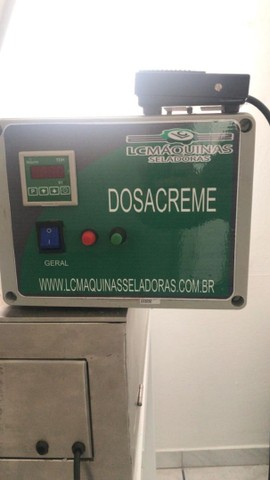 LCMÁQUINAS
SELADORAS
DOSACREME
I
O
GERAL
WWW.LCMAQUINASSELADORAS.COM.BR